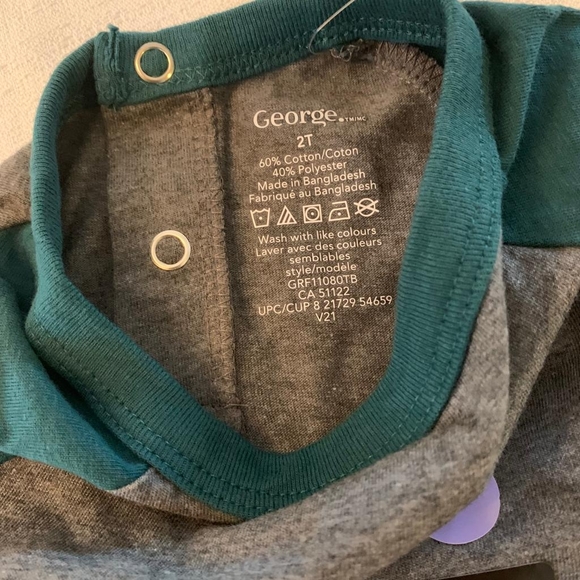 George. TM/MC
2T
60% Cotton/Coton
40% Polyester
Made in Bangladesh
Fabriqué au Bangladesh
Wash with like colours
Laver avec des couleurs
semblables
style/modèle
GRF11080TB
CA 51122
UPC/CUP 8 21729 54659
V21